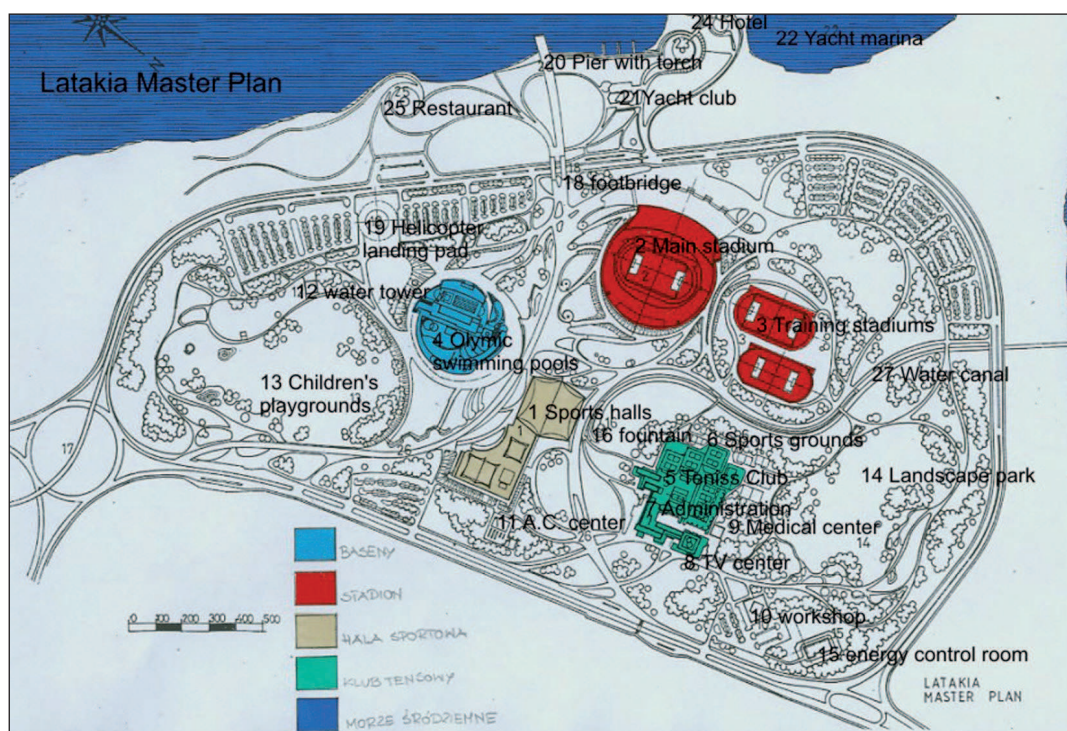 24 Hotel
22 Yacht marina
N
20 Pier with torch
Latakia Master Plan
21Yacht club
25 Restaurant
18 footbridge
19 Helicopter
landing pad
2 Main stadium
12 water tower
3 Training stadiums
4 Olymic
swimming pools
27 Water canal
13 Children's
playgrounds
1 Sports halls
16 fountain
6 Sports grounds
17
14 Landscape park
5 Teniss Club
7 Administration
11 A.C. center
9 Medical center
14
8 TV center
BASENY
STADION
10 workshop
0 100 200 300 400 500
HALA SPORTOWA
15 energy control room
KLUB TENISOWY
LATAKIA
MASTER PLAN
MORZE ŚRÓDZIEMNE